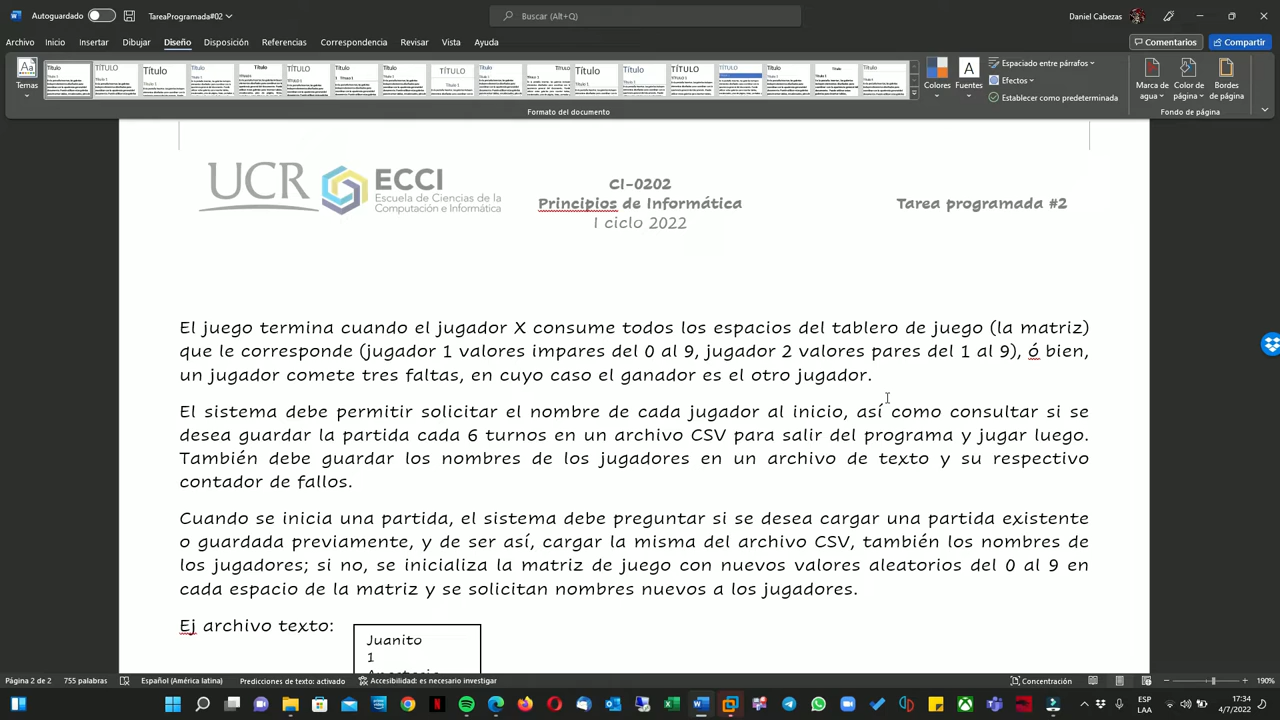 Autoguardado
TareaProgramada#02
Buscar (Alt+Q)
Daniel Cabezas
Archivo Inicio Insertar Dibujar Diseño Disposición Referencias Correspondencia Revisar Vista Ayuda
Comentarios
Compartir
Espaciado entre párrafos
Efectos
Establecer como predeterminada
Marca de agua
Color de página
Bordes de página
Formato del documento
Fondo de página
UCR
ECCI
Escuela de Ciencias de la
Computación e Informática
CI-0202
Principios de Informática
I ciclo 2022
Tarea programada #2
El juego termina cuando el jugador X consume todos los espacios del tablero de juego (la matriz)
que le corresponde (jugador 1 valores impares del 0 al 9, jugador 2 valores pares del 1 al 9), ó bien,
un jugador comete tres faltas, en cuyo caso el ganador es el otro jugador.
El sistema debe permitir solicitar el nombre de cada jugador al inicio, así como consultar si se
desea guardar la partida cada 6 turnos en un archivo CSV para salir del programa y jugar luego.
También debe guardar los nombres de los jugadores en un archivo de texto y su respectivo
contador de fallos.
Cuando se inicia una partida, el sistema debe preguntar si se desea cargar una partida existente
o guardada previamente, y de ser así, cargar la misma del archivo CSV, también los nombres de
los jugadores; si no, se inicializa la matriz de juego con nuevos valores aleatorios del 0 al 9 en
cada espacio de la matriz y se solicitan nombres nuevos a los jugadores.
Ej archivo texto:
Juanito
1
Página 2 de 2
755 palabras
Español (América latina)
Predicciones de texto: activado
Accesibilidad: es necesario investigar
Concentración
190%
ESP
LAA
17:34
4/7/2022